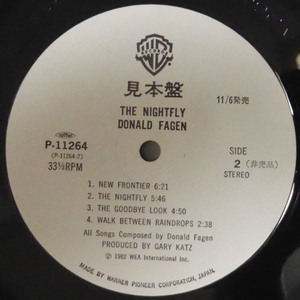 見本盤
THE NIGHTFLY
DONALD FAGEN
11/6発売
P-11264
(P-11264-2)
33⅓RPM
SIDE
2 (非売品)
STEREO
1. NEW FRONTIER 6:21
2. THE NIGHTFLY 5:46
3. THE GOODBYE LOOK 4:50
4. WALK BETWEEN RAINDROPS 2:38
All Songs Composed by Donald Fagen
PRODUCED BY GARY KATZ
℗ 1982 WEA International Inc.
MADE BY WARNER-PIONEER CORPORATION, JAPAN